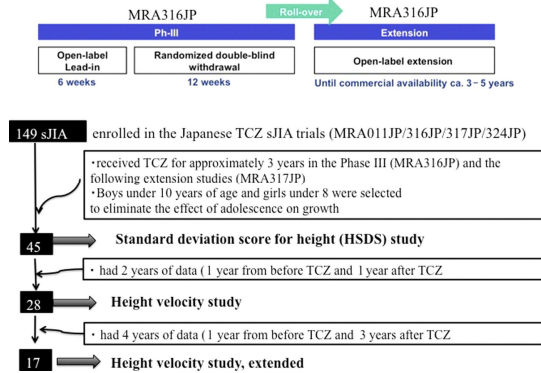 MRA316JP
Roll-over
MRA316JP
Ph-III
Extension
Open-label
Lead-in
Randomized double-blind
withdrawal
Open-label extension
6 weeks
12 weeks
Until commercial availability ca. 3 – 5 years
149 sJIA
enrolled in the Japanese TCZ sJIA trials (MRA011JP/316JP/317JP/324JP)
・received TCZ for approximately 3 years in the Phase III (MRA316JP) and the
following extension studies (MRA317JP)
・Boys under 10 years of age and girls under 8 were selected
to eliminate the effect of adolescence on growth
45
Standard deviation score for height (HSDS) study
・ had 2 years of data (1 year from before TCZ and 1 year after TCZ
28
Height velocity study
・ had 4 years of data (1 year from before TCZ and 3 years after TCZ
17
Height velocity study, extended